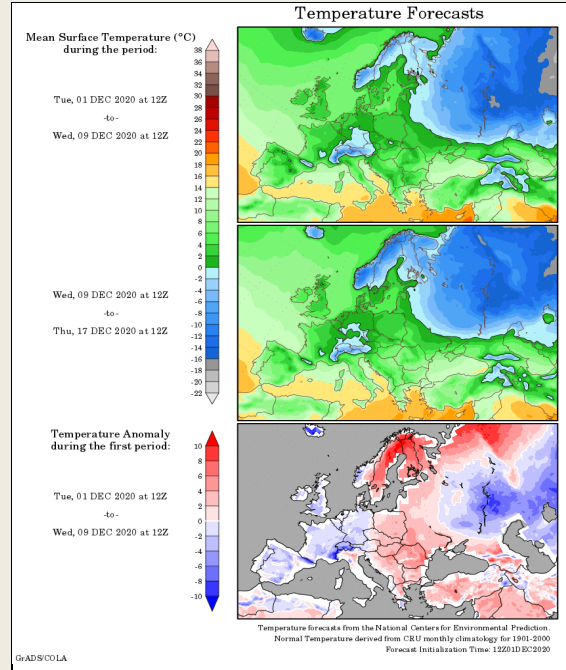 Temperature Forecasts
Mean Surface Temperature (°C)
during the period:
Tue, 01 DEC 2020 at 12Z
-to-
Wed, 09 DEC 2020 at 12Z
38
36
34
32
30
28
26
24
22
20
18
16
14
12
10
8
6
4
2
0
-2
-4
-6
-8
-10
-12
-14
-16
-18
-20
-22
Wed, 09 DEC 2020 at 12Z
-to-
Thu, 17 DEC 2020 at 12Z
Temperature Anomaly
during the first period:
Tue, 01 DEC 2020 at 12Z
-to-
Wed, 09 DEC 2020 at 12Z
10
8
6
4
2
0
-2
-4
-6
-8
-10
Temperature forecasts from the National Centers for Environmental Prediction.
Normal Temperature derived from CRU monthly climatology for 1901-2000
Forecast Initialization Time: 12Z01DEC2020
GrADS/COLA